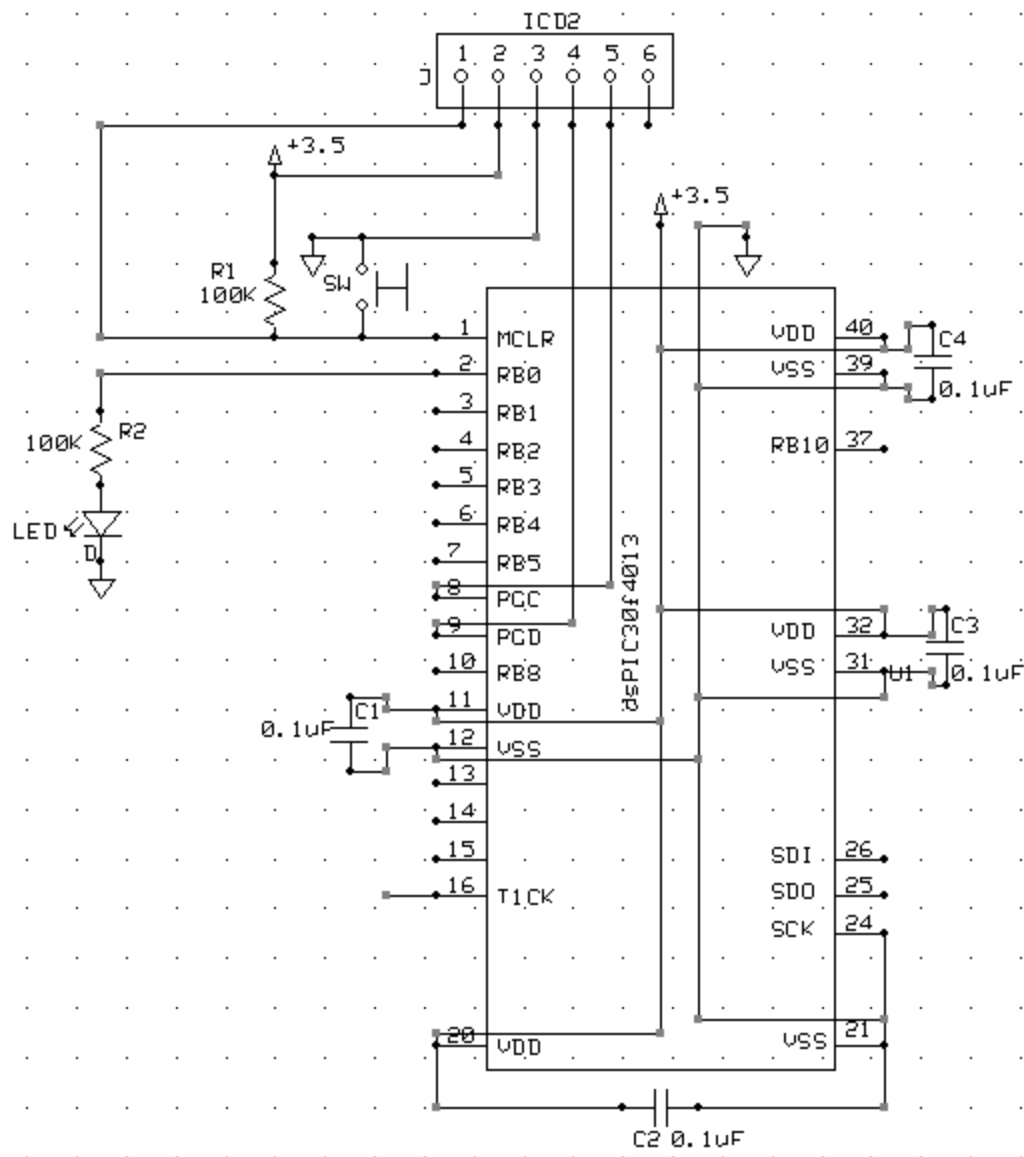 ICD2
J
1 2 3 4 5 6
+3.5
+3.5
R1
100K
SW
1 MCLR
2 RB0
3 RB1
4 RB2
5 RB3
6 RB4
7 RB5
8 PGC
9 PGD
10 RB8
11 VDD
12 VSS
13
14
15
16 T1CK
20 VDD
100K R2
LED
D
C1
0.1uF
dsPIC30f4013
VDD 40
VSS 39
RB10 37
VDD 32
VSS 31
U1
SDI 26
SDO 25
SCK 24
VSS 21
C4
0.1uF
C3
0.1uF
C2 0.1uF